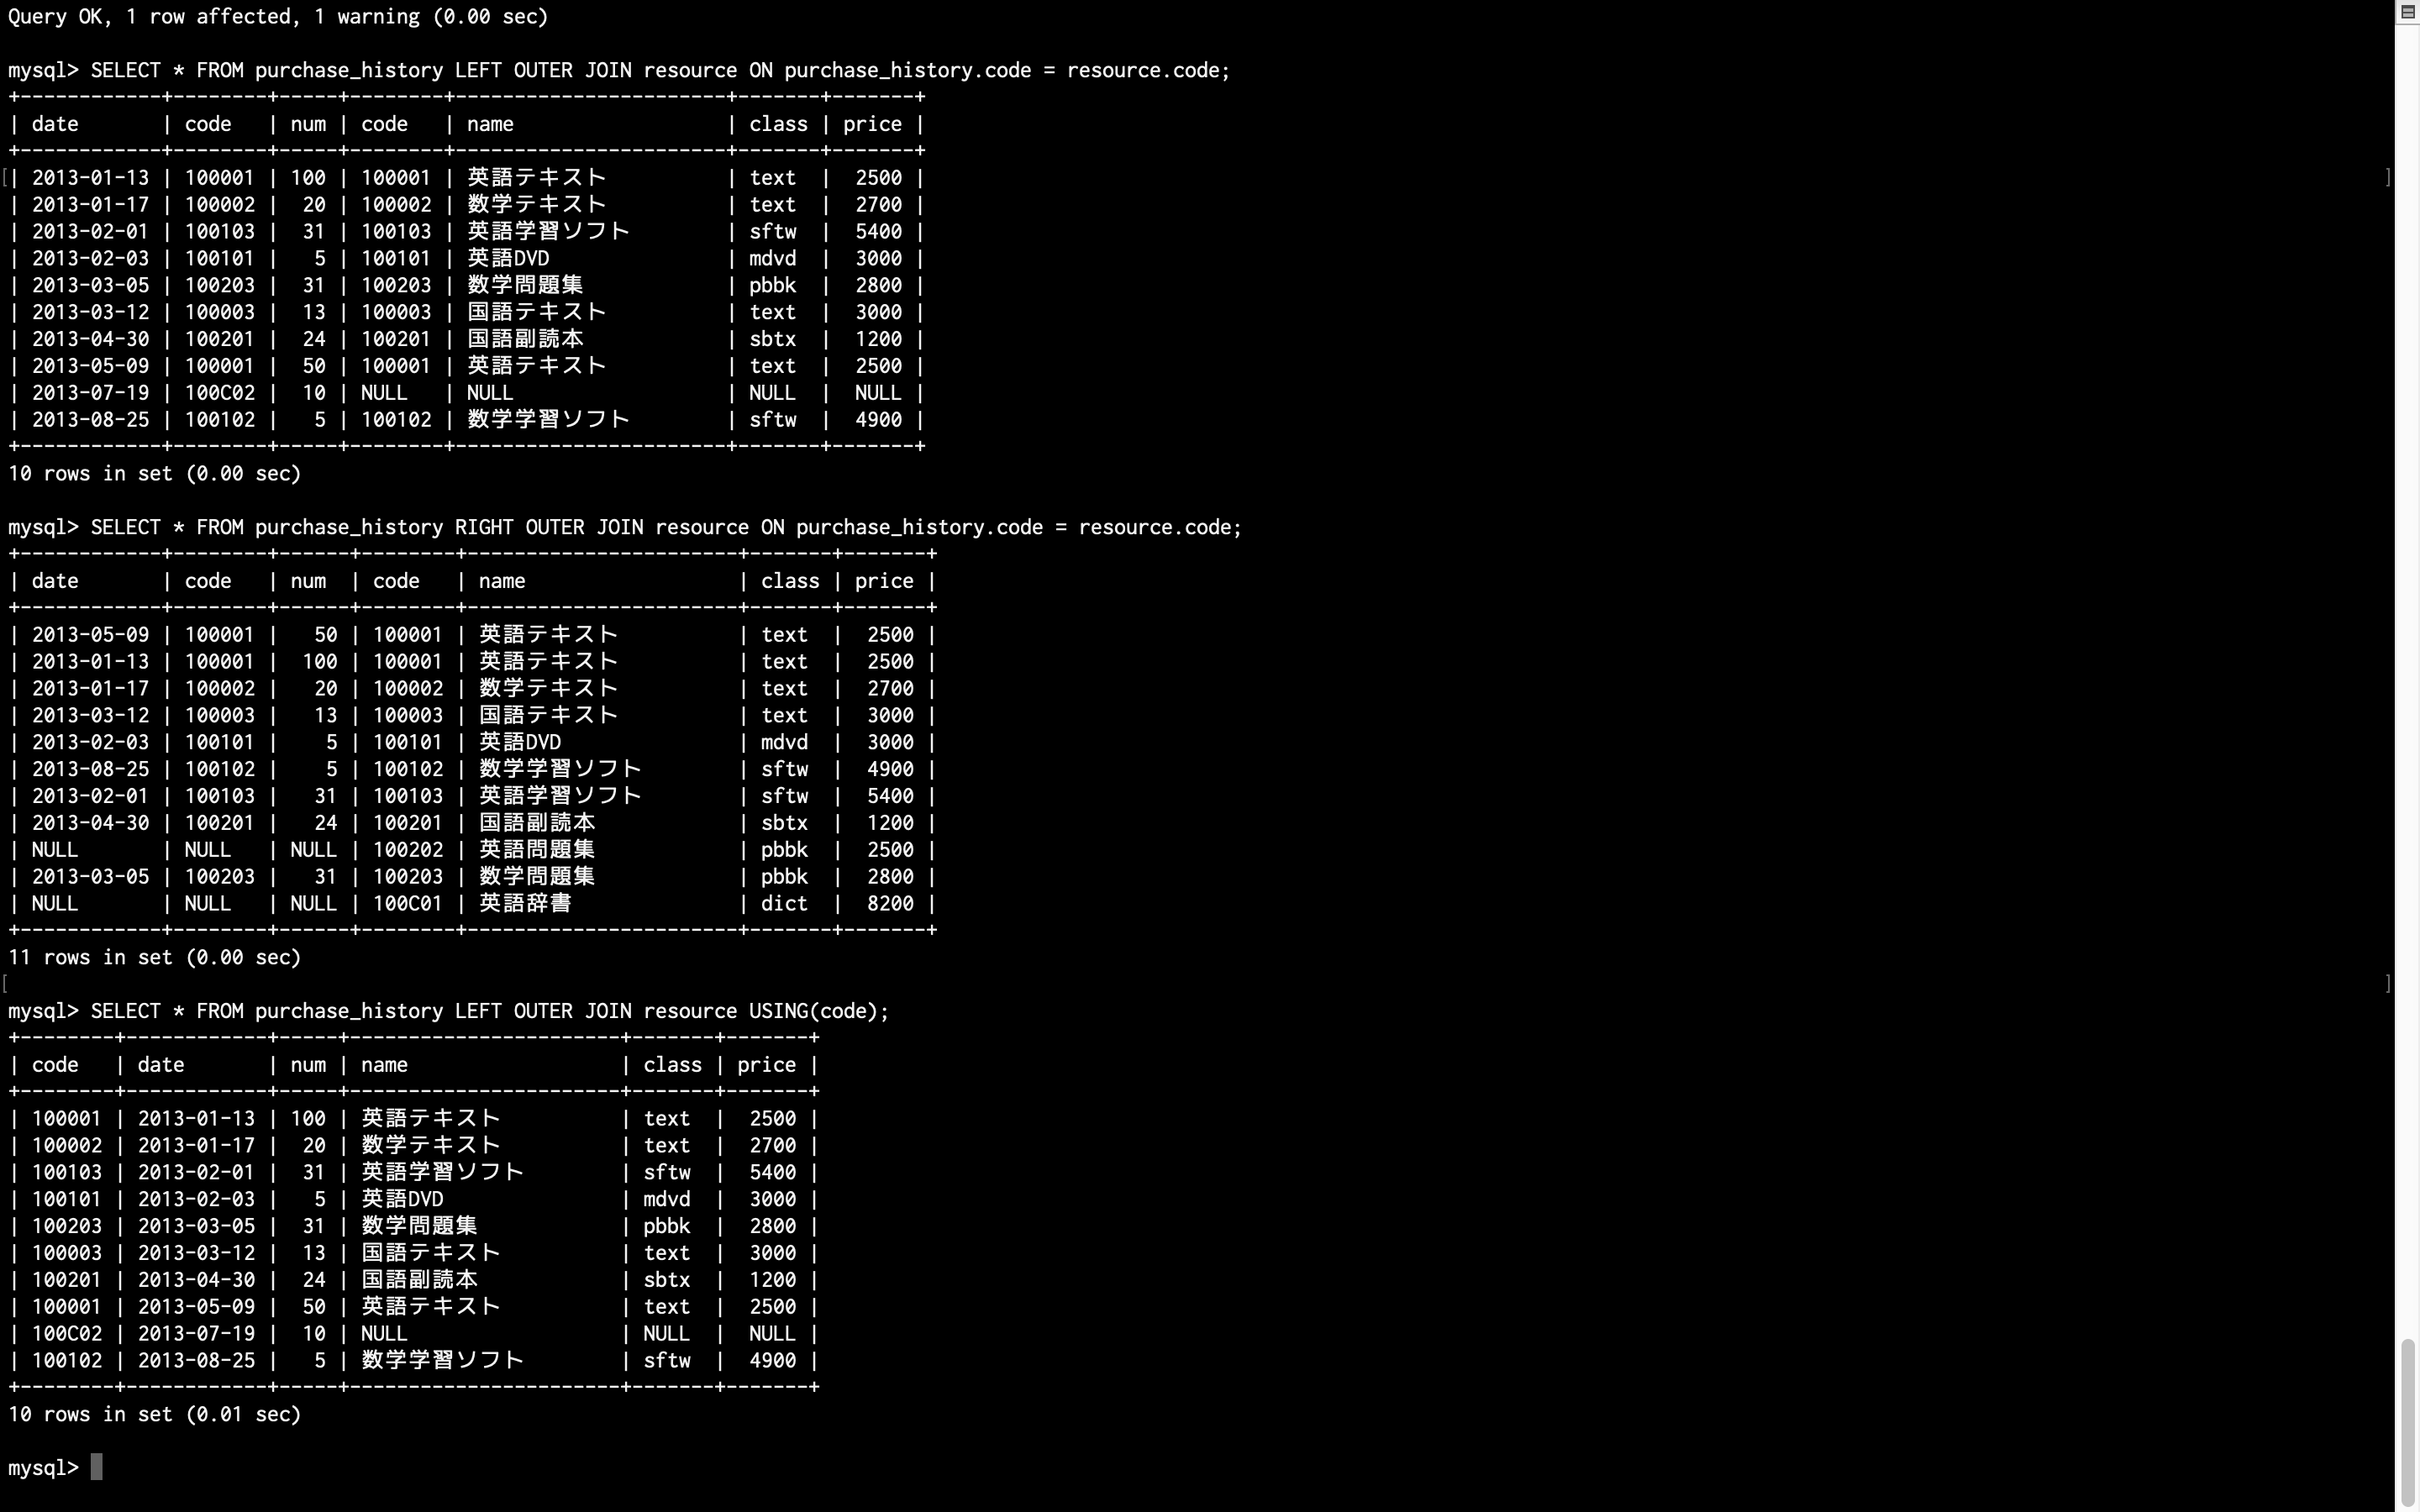 Query OK, 1 row affected, 1 warning (0.00 sec)
mysql> SELECT * FROM purchase_history LEFT OUTER JOIN resource ON purchase_history.code = resource.code;
+------------+--------+-----+--------+-----------------------+-------+-------+
| date       | code   | num | code   | name                  | class | price |
+------------+--------+-----+--------+-----------------------+-------+-------+
| 2013-01-13 | 100001 | 100 | 100001 | 英語テキスト          | text  |  2500 |
| 2013-01-17 | 100002 |  20 | 100002 | 数学テキスト          | text  |  2700 |
| 2013-02-01 | 100103 |  31 | 100103 | 英語学習ソフト        | sftw  |  5400 |
| 2013-02-03 | 100101 |   5 | 100101 | 英語DVD               | mdvd  |  3000 |
| 2013-03-05 | 100203 |  31 | 100203 | 数学問題集            | pbbk  |  2800 |
| 2013-03-12 | 100003 |  13 | 100003 | 国語テキスト          | text  |  3000 |
| 2013-04-30 | 100201 |  24 | 100201 | 国語副読本            | sbtx  |  1200 |
| 2013-05-09 | 100001 |  50 | 100001 | 英語テキスト          | text  |  2500 |
| 2013-07-19 | 100C02 |  10 | NULL   | NULL                  | NULL  |  NULL |
| 2013-08-25 | 100102 |   5 | 100102 | 数学学習ソフト        | sftw  |  4900 |
+------------+--------+-----+--------+-----------------------+-------+-------+
10 rows in set (0.00 sec)
mysql> SELECT * FROM purchase_history RIGHT OUTER JOIN resource ON purchase_history.code = resource.code;
+------------+--------+------+--------+-----------------------+-------+-------+
| date       | code   | num  | code   | name                  | class | price |
+------------+--------+------+--------+-----------------------+-------+-------+
| 2013-05-09 | 100001 |   50 | 100001 | 英語テキスト          | text  |  2500 |
| 2013-01-13 | 100001 |  100 | 100001 | 英語テキスト          | text  |  2500 |
| 2013-01-17 | 100002 |   20 | 100002 | 数学テキスト          | text  |  2700 |
| 2013-03-12 | 100003 |   13 | 100003 | 国語テキスト          | text  |  3000 |
| 2013-02-03 | 100101 |    5 | 100101 | 英語DVD               | mdvd  |  3000 |
| 2013-08-25 | 100102 |    5 | 100102 | 数学学習ソフト        | sftw  |  4900 |
| 2013-02-01 | 100103 |   31 | 100103 | 英語学習ソフト        | sftw  |  5400 |
| 2013-04-30 | 100201 |   24 | 100201 | 国語副読本            | sbtx  |  1200 |
| NULL       | NULL   | NULL | 100202 | 英語問題集            | pbbk  |  2500 |
| 2013-03-05 | 100203 |   31 | 100203 | 数学問題集            | pbbk  |  2800 |
| NULL       | NULL   | NULL | 100C01 | 英語辞書              | dict  |  8200 |
+------------+--------+------+--------+-----------------------+-------+-------+
11 rows in set (0.00 sec)
mysql> SELECT * FROM purchase_history LEFT OUTER JOIN resource USING(code);
+--------+------------+-----+-----------------------+-------+-------+
| code   | date       | num | name                  | class | price |
+--------+------------+-----+-----------------------+-------+-------+
| 100001 | 2013-01-13 | 100 | 英語テキスト          | text  |  2500 |
| 100002 | 2013-01-17 |  20 | 数学テキスト          | text  |  2700 |
| 100103 | 2013-02-01 |  31 | 英語学習ソフト        | sftw  |  5400 |
| 100101 | 2013-02-03 |   5 | 英語DVD               | mdvd  |  3000 |
| 100203 | 2013-03-05 |  31 | 数学問題集            | pbbk  |  2800 |
| 100003 | 2013-03-12 |  13 | 国語テキスト          | text  |  3000 |
| 100201 | 2013-04-30 |  24 | 国語副読本            | sbtx  |  1200 |
| 100001 | 2013-05-09 |  50 | 英語テキスト          | text  |  2500 |
| 100C02 | 2013-07-19 |  10 | NULL                  | NULL  |  NULL |
| 100102 | 2013-08-25 |   5 | 数学学習ソフト        | sftw  |  4900 |
+--------+------------+-----+-----------------------+-------+-------+
10 rows in set (0.01 sec)
mysql>